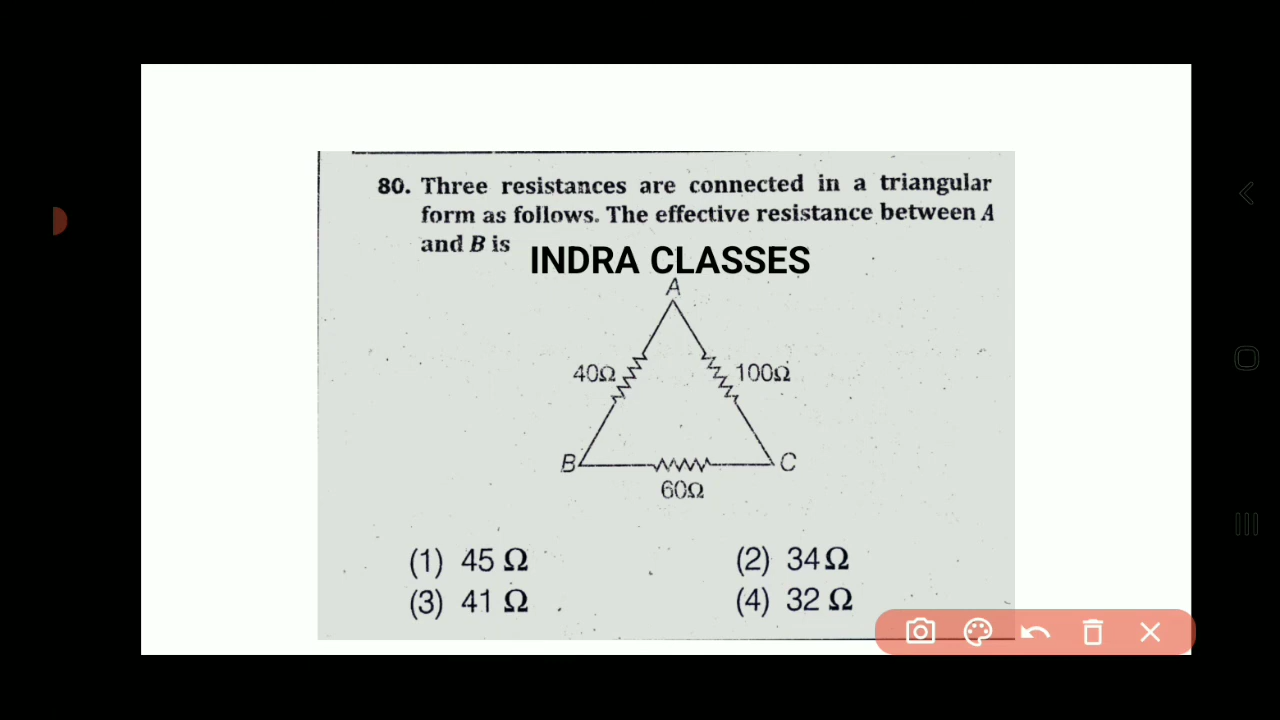 80. Three resistances are connected in a triangular
form as follows. The effective resistance between A
and B is
INDRA CLASSES
A
40Ω
100Ω
B
C
60Ω
(1) 45 Ω
(2) 34Ω
(3) 41 Ω
(4) 32 Ω